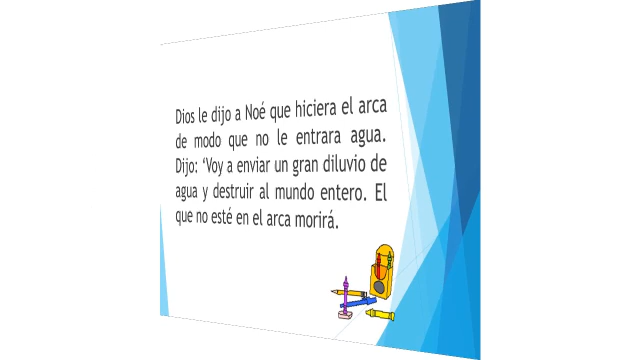 Dios le dijo a Noé que hiciera el arca
de modo que no le entrara agua.
Dijo: ‘Voy a enviar un gran diluvio de
agua y destruir al mundo entero. El
que no esté en el arca morirá.